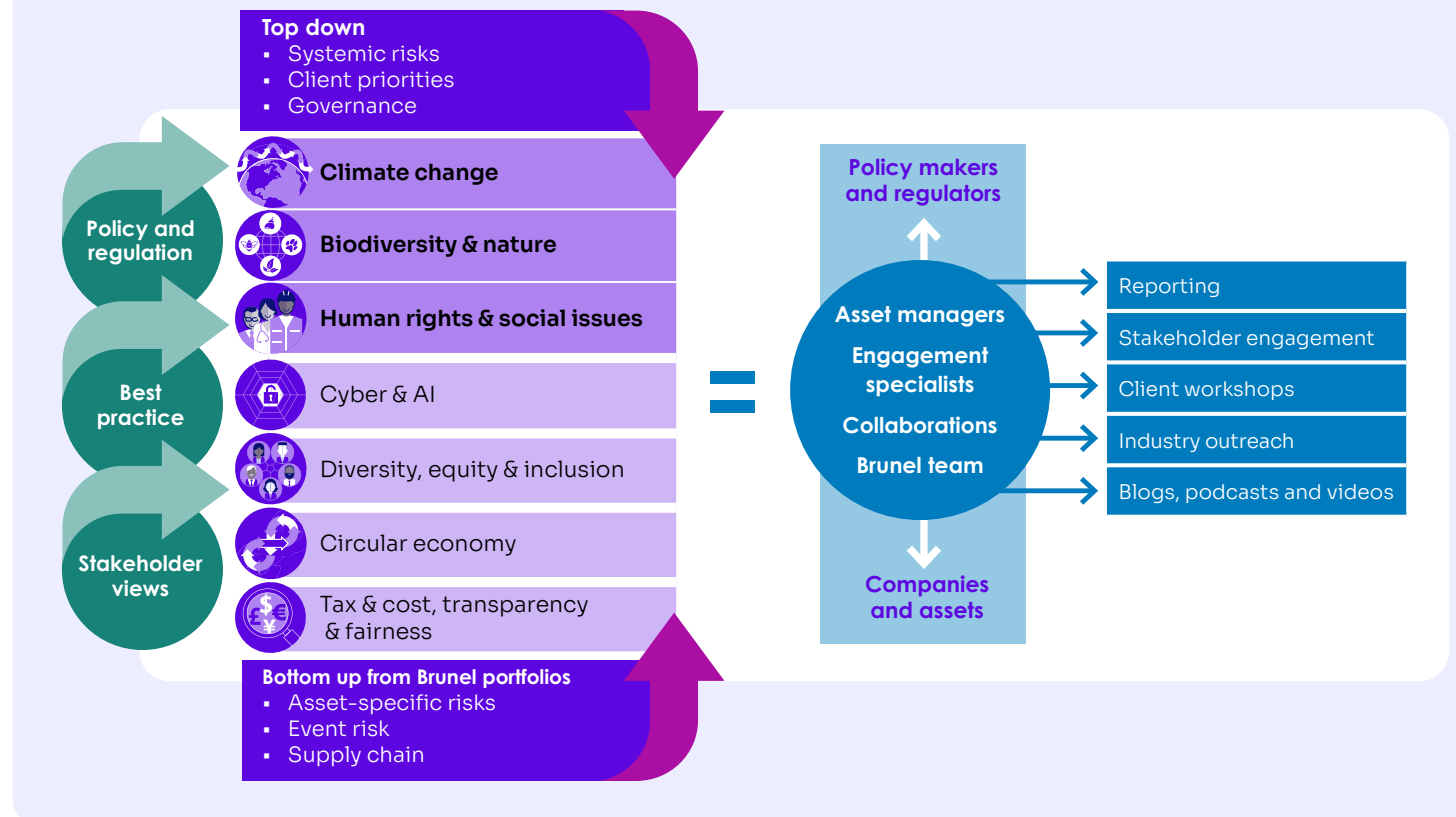 Top down
▪ Systemic risks
▪ Client priorities
▪ Governance
Policy and
regulation
Best
practice
Stakeholder
views
Climate change
Biodiversity & nature
Human rights & social issues
Cyber & AI
Diversity, equity & inclusion
Circular economy
$
£ €
¥
Tax & cost, transparency
& fairness
Bottom up from Brunel portfolios
▪ Asset-specific risks
▪ Event risk
▪ Supply chain
=
Policy makers
and regulators
Asset managers
Engagement
specialists
Collaborations
Brunel team
Companies
and assets
Reporting
Stakeholder engagement
Client workshops
Industry outreach
Blogs, podcasts and videos